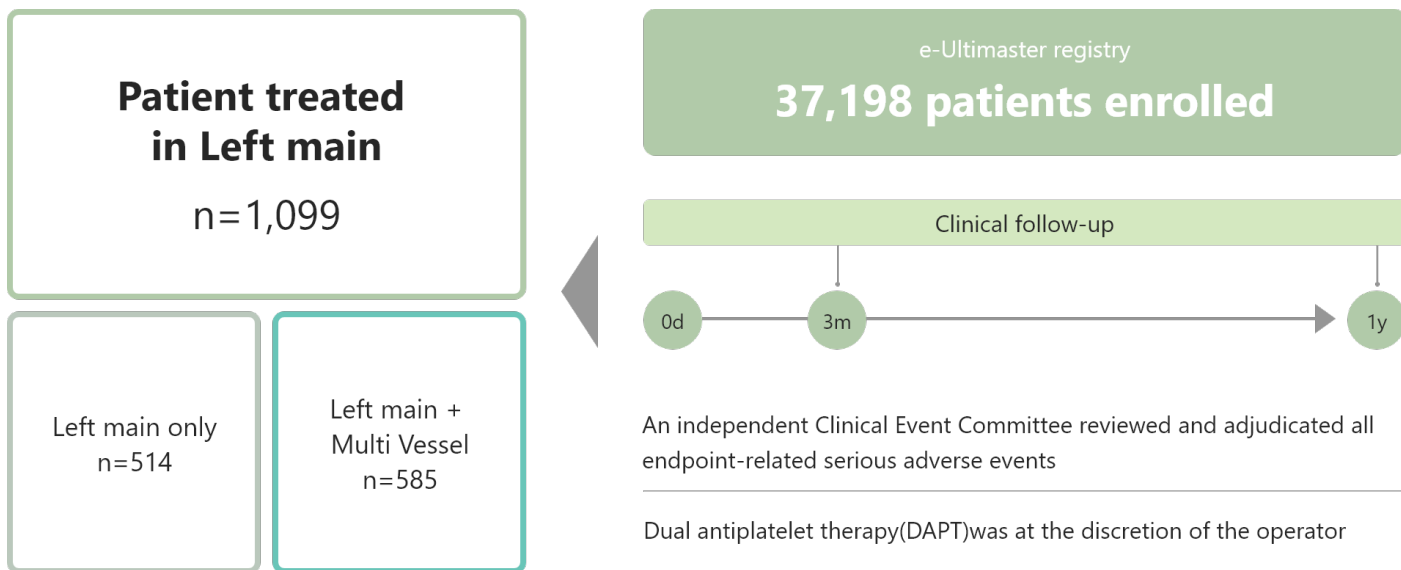 Patient treated
in Left main
n=1,099
Left main only
n=514
Left main +
Multi Vessel
n=585
e-Ultimaster registry
37,198 patients enrolled
Clinical follow-up
0d
3m
1y
An independent Clinical Event Committee reviewed and adjudicated all
endpoint-related serious adverse events
Dual antiplatelet therapy(DAPT)was at the discretion of the operator